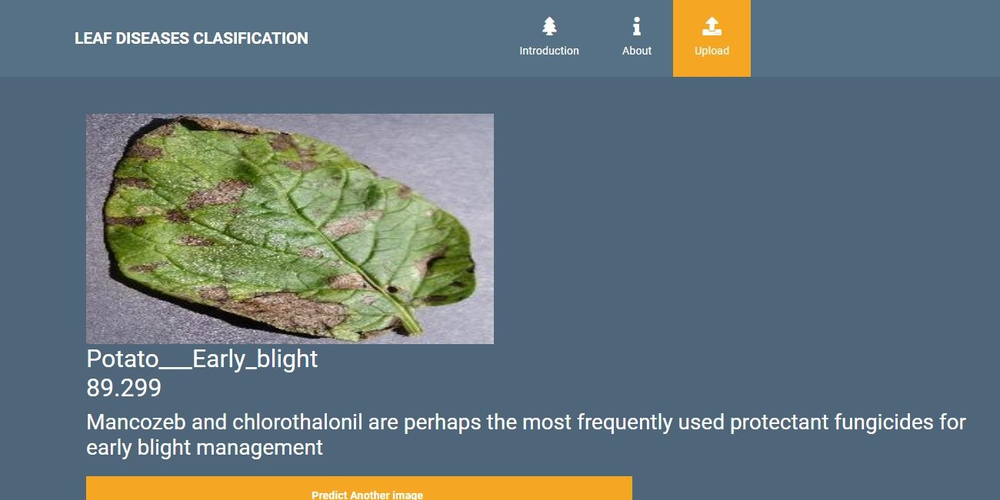 LEAF DISEASES CLASIFICATION
Introduction
About
Upload
Potato___Early_blight
89.299
Mancozeb and chlorothalonil are perhaps the most frequently used protectant fungicides for
early blight management
Predict Another image